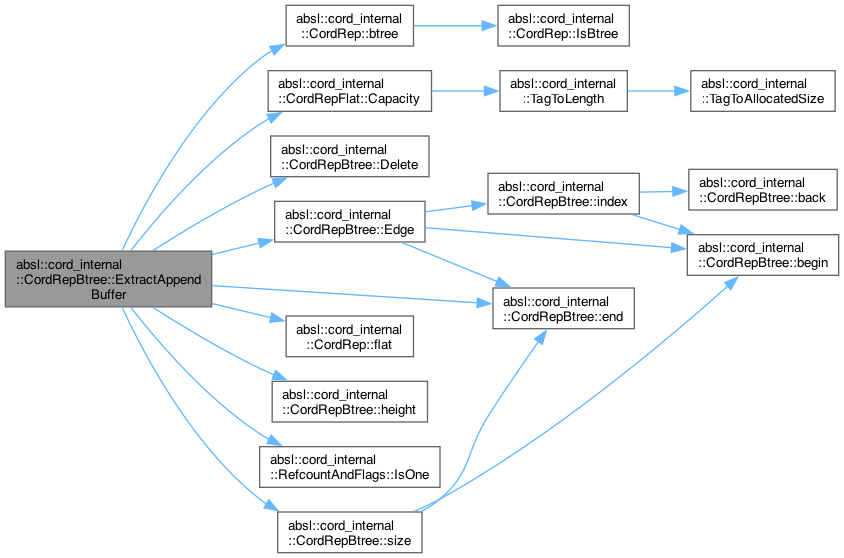 absl::cord_internal
::CordRepBtree::ExtractAppend
Buffer
absl::cord_internal
::CordRep::btree
absl::cord_internal
::CordRep::IsBtree
absl::cord_internal
::CordRepFlat::Capacity
absl::cord_internal
::TagToLength
absl::cord_internal
::TagToAllocatedSize
absl::cord_internal
::CordRepBtree::Delete
absl::cord_internal
::CordRepBtree::Edge
absl::cord_internal
::CordRepBtree::index
absl::cord_internal
::CordRepBtree::back
absl::cord_internal
::CordRepBtree::begin
absl::cord_internal
::CordRepBtree::end
absl::cord_internal
::CordRep::flat
absl::cord_internal
::CordRepBtree::height
absl::cord_internal
::RefcountAndFlags::IsOne
absl::cord_internal
::CordRepBtree::size